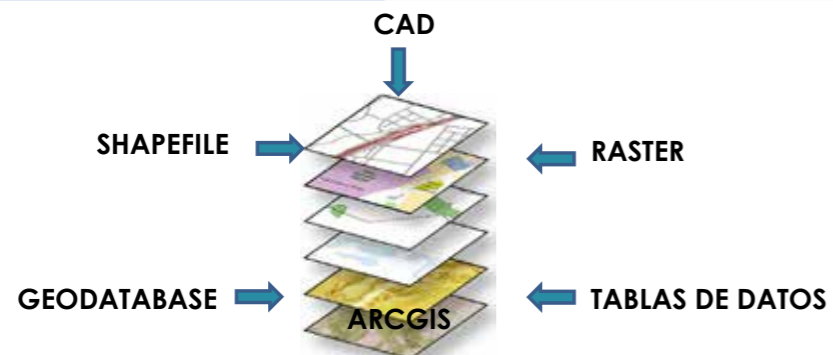 CAD
SHAPEFILE
RASTER
GEODATABASE
TABLAS DE DATOS
ARCGIS